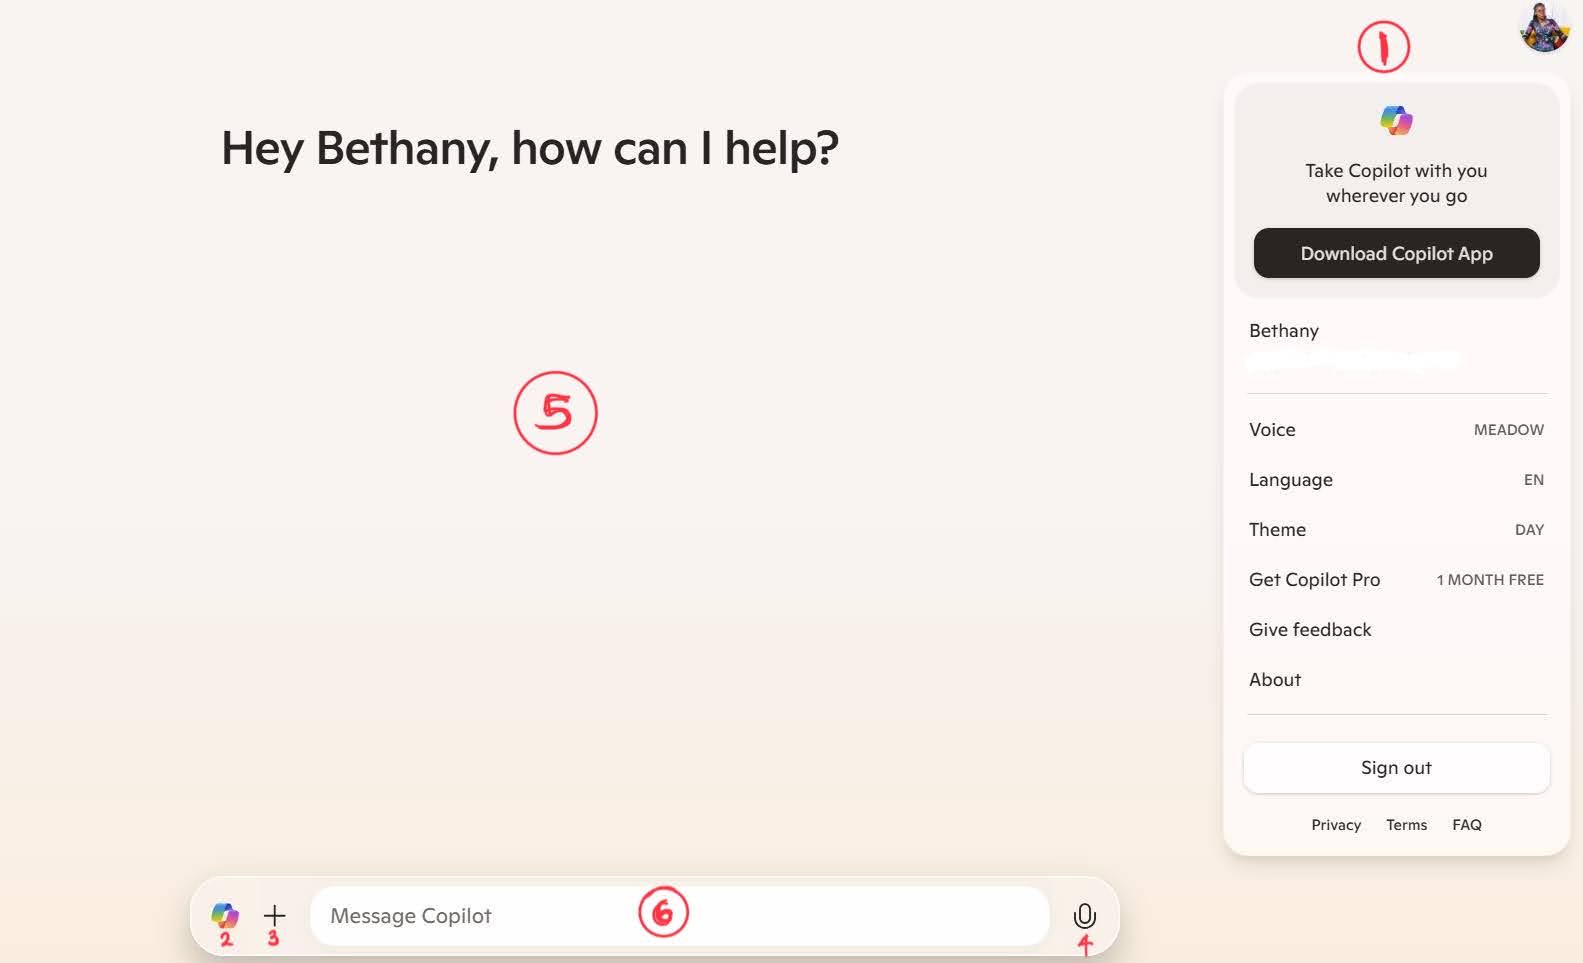 1
Hey Bethany, how can I help?
Take Copilot with you
wherever you go
Download Copilot App
Bethany
5
Voice MEADOW
Language EN
Theme DAY
Get Copilot Pro 1 MONTH FREE
Give feedback
About
Sign out
Privacy Terms FAQ
Message Copilot 6
2 3 4